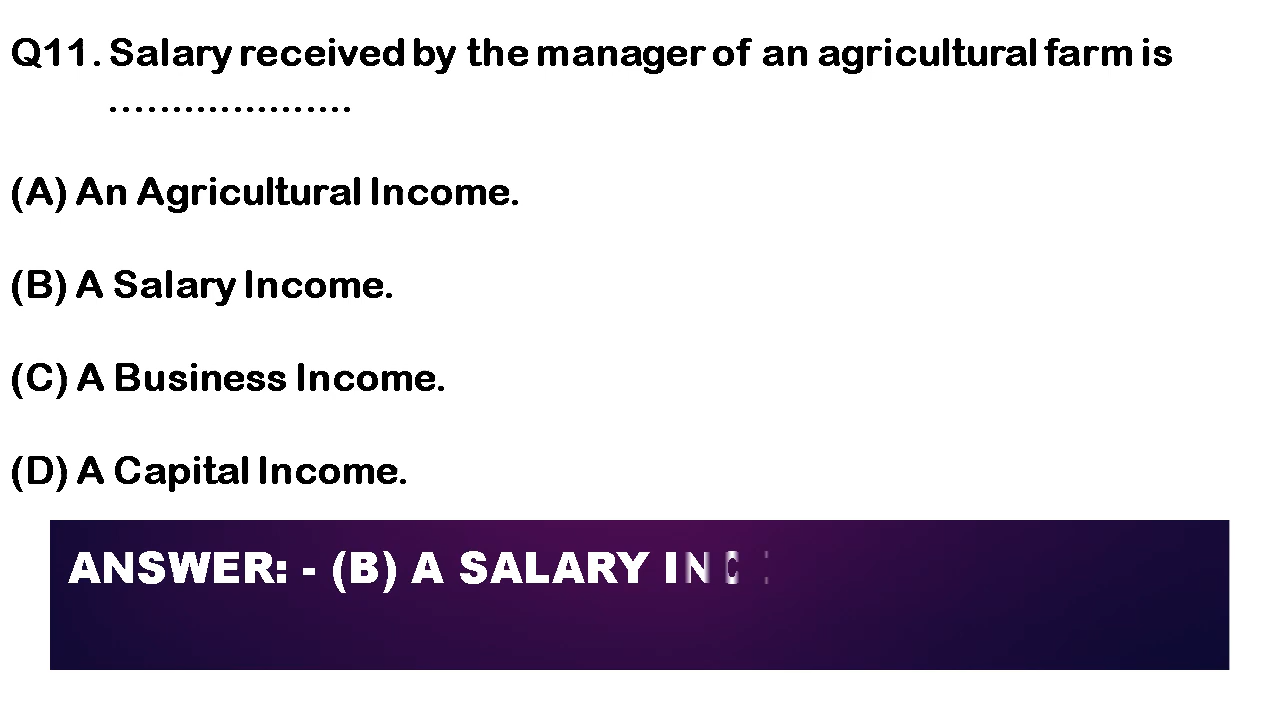 Q11. Salary received by the manager of an agricultural farm is
...................
(A) An Agricultural Income.
(B) A Salary Income.
(C) A Business Income.
(D) A Capital Income.
ANSWER: - (B) A SALARY INC